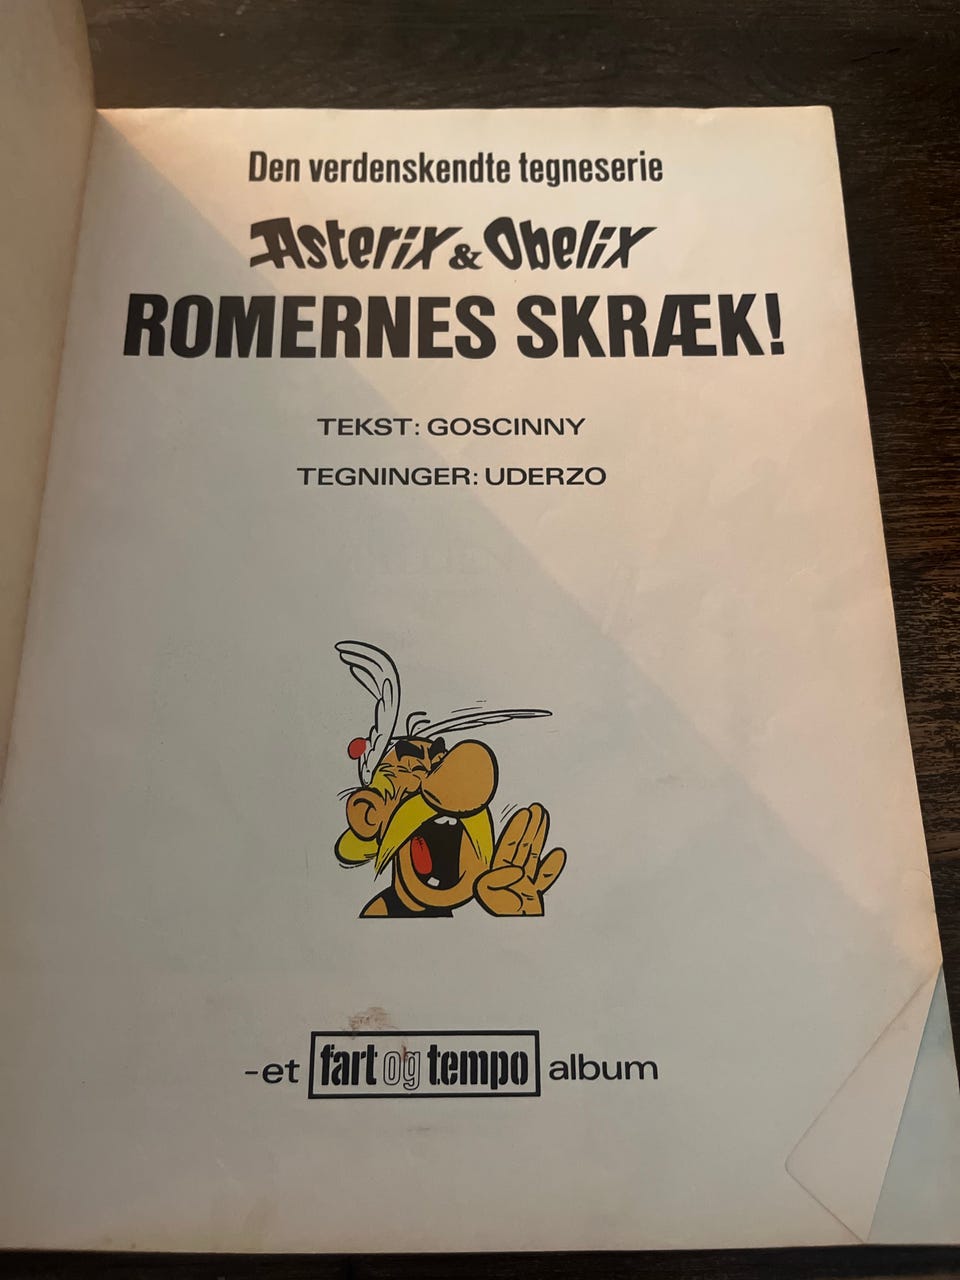 Den verdenskendte tegneserie
Asterix & Obelix
ROMERNES SKRÆK!
TEKST: GOSCINNY
TEGNINGER: UDERZO
-et fart og tempo album